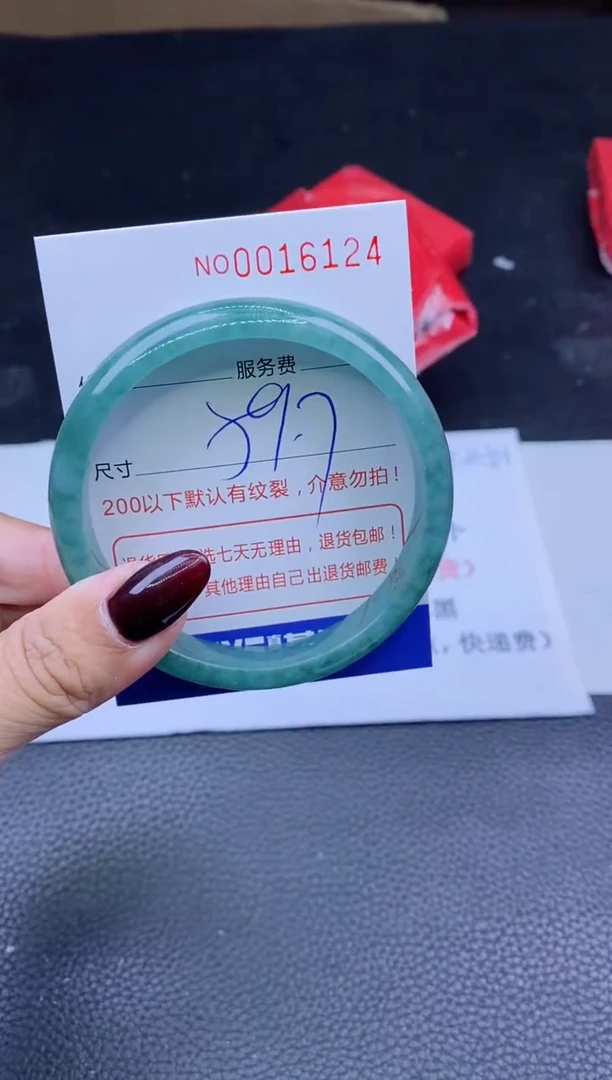 NO0016124
服务费
尺寸 59.7
200以下默认有纹裂，介意勿拍！
选七天无理由，退货包邮！
其他理由自己出退货邮费！
，快递费）